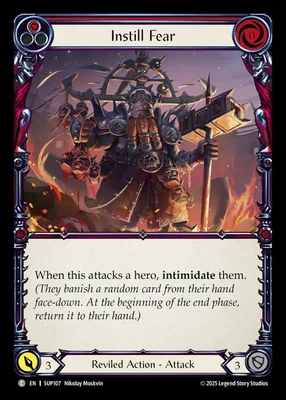 Instill Fear
When this attacks a hero, intimidate them.
(They banish a random card from their hand
face-down. At the beginning of the end phase,
return it to their hand.)
3 Reviled Action - Attack 3
C EN | SUP107 Nikolay Moskvin © 2025 Legend Story Studios